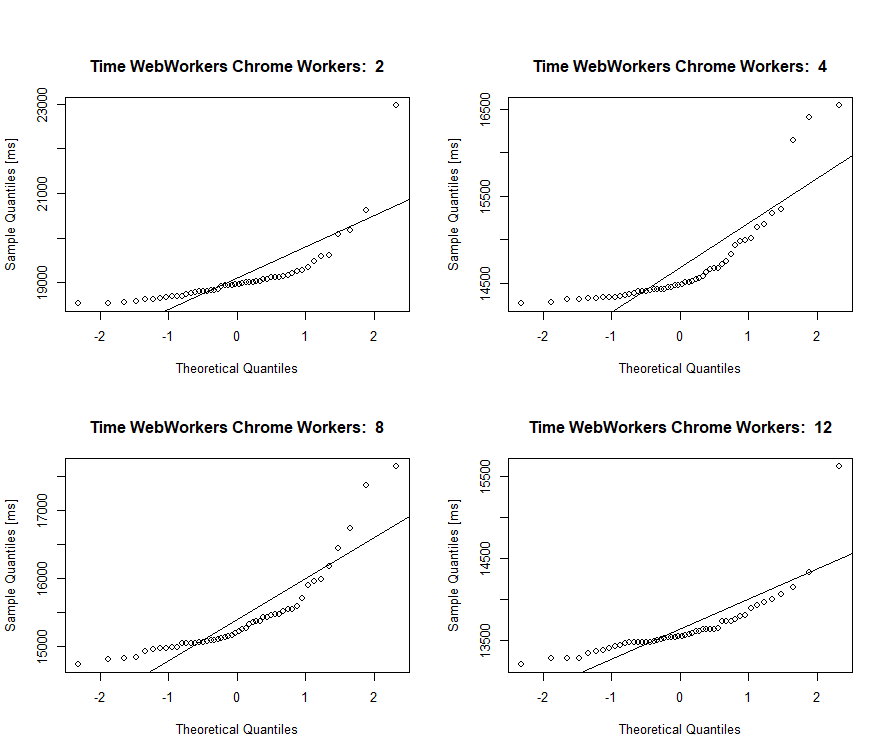 Time WebWorkers Chrome Workers:  2
Sample Quantiles [ms]
23000
21000
19000
-2 -1 0 1 2
Theoretical Quantiles
Time WebWorkers Chrome Workers:  4
Sample Quantiles [ms]
16500
15500
14500
-2 -1 0 1 2
Theoretical Quantiles
Time WebWorkers Chrome Workers:  8
Sample Quantiles [ms]
17000
16000
15000
-2 -1 0 1 2
Theoretical Quantiles
Time WebWorkers Chrome Workers:  12
Sample Quantiles [ms]
15500
14500
13500
-2 -1 0 1 2
Theoretical Quantiles